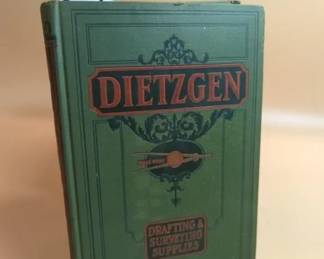 DIETZGEN
DRAFTING &
SURVEYING
SUPPLIES